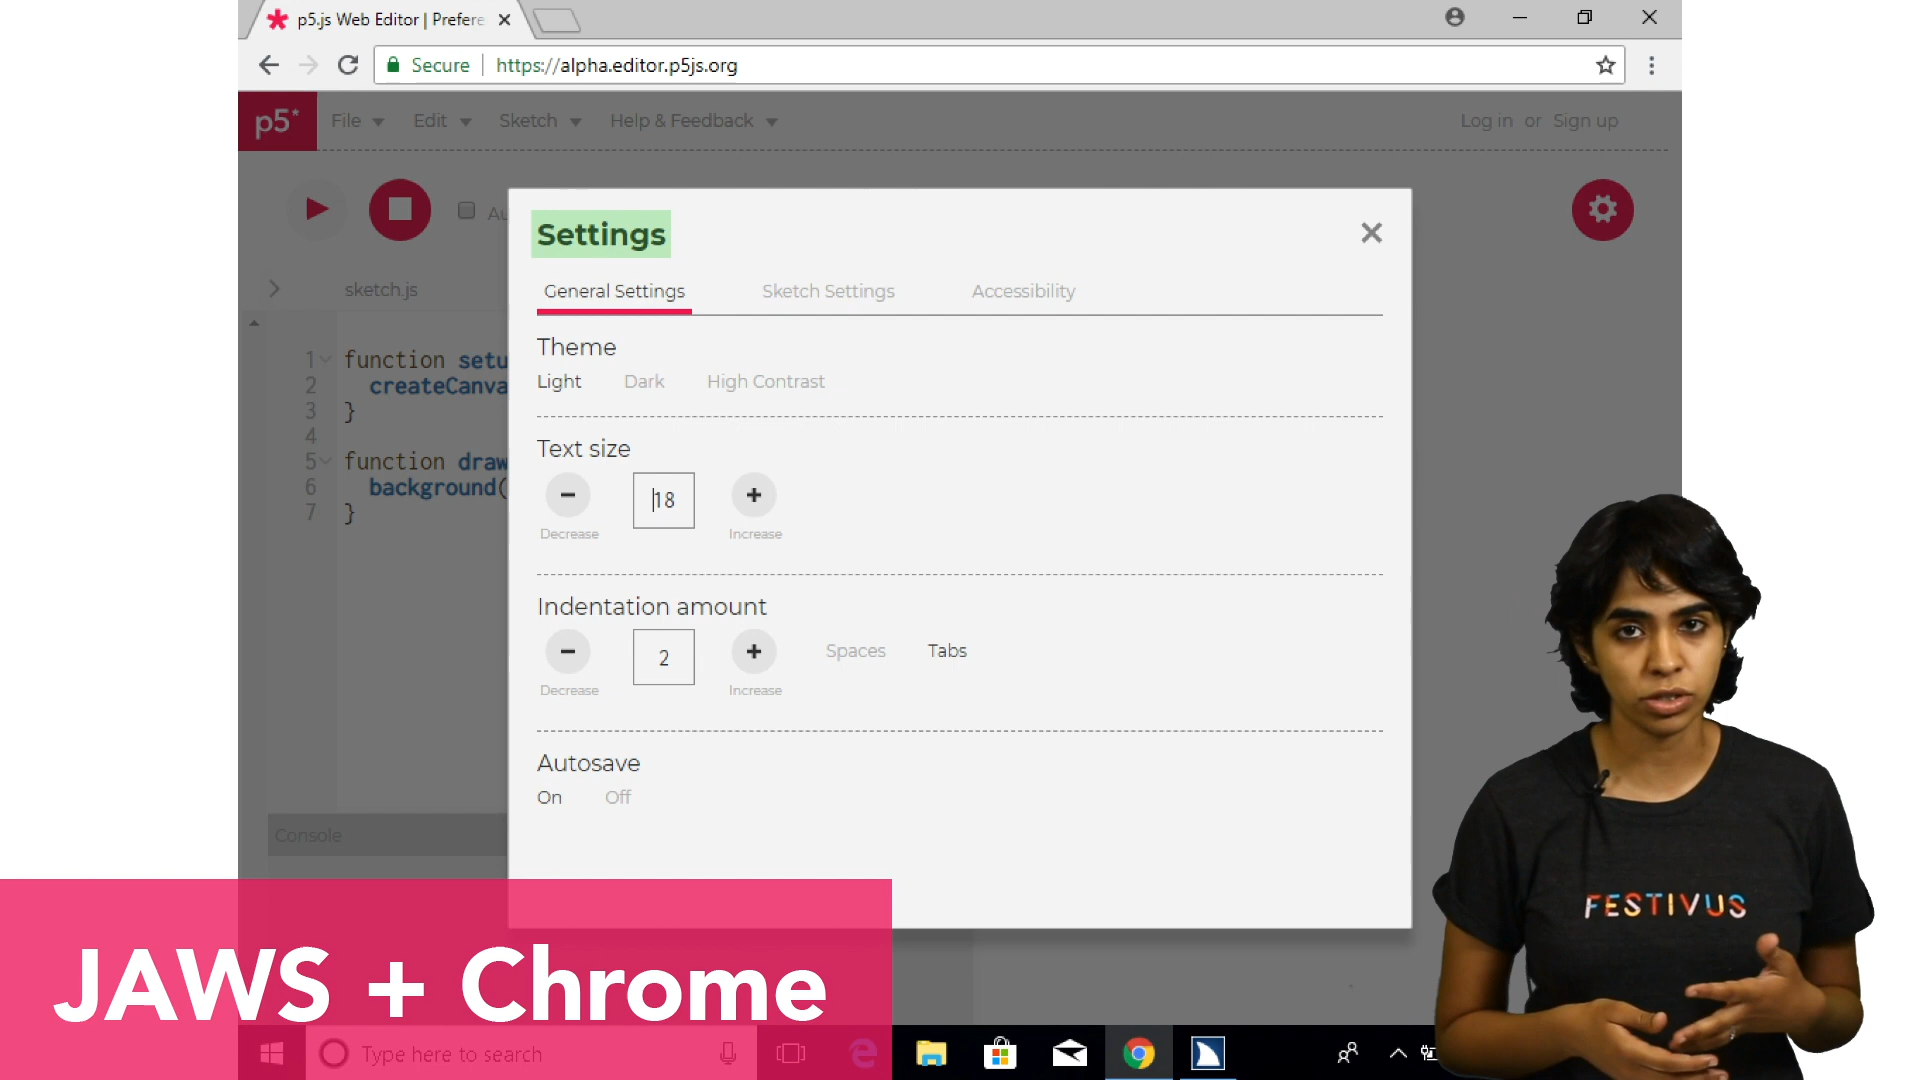 p5.js Web Editor | Prefere
Secure https://alpha.editor.p5js.org
p5* File Edit Sketch Help & Feedback Log in or Sign up
Au
Settings
sketch.js
General Settings Sketch Settings Accessibility
Theme
Light Dark High Contrast
1 function setu
2 createCanva
3 }
4
5 function draw
6 background(
7 }
Text size
18
Decrease Increase
Indentation amount
2 Spaces Tabs
Decrease Increase
Autosave
On Off
Console
FESTIVUS
JAWS + Chrome
Type here to search